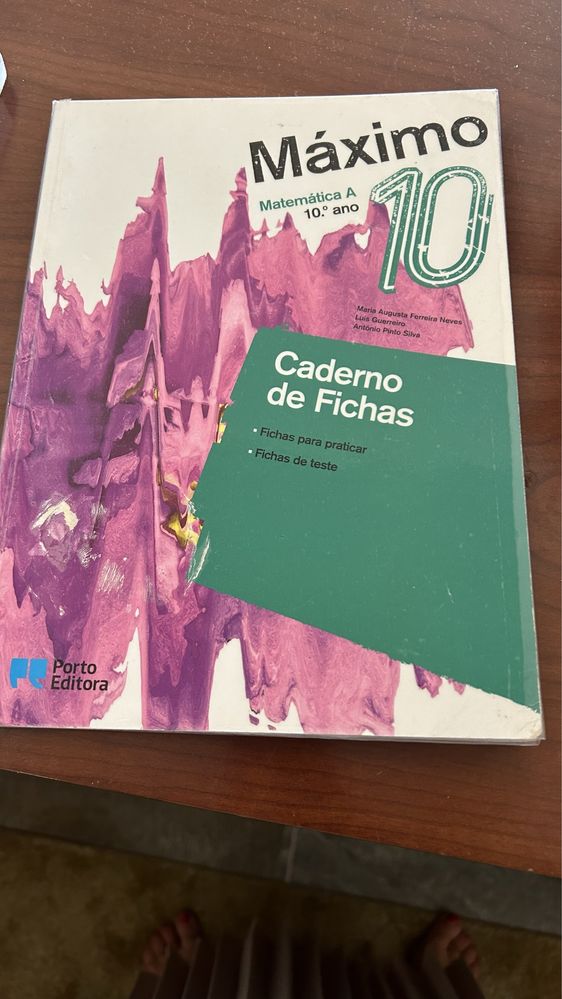 Máximo
Matemática A
10.º ano
10
Maria Augusta Ferreira Neves
Luís Guerreiro
António Pinto Silva
Caderno
de Fichas
• Fichas para praticar
• Fichas de teste
Porto
Editora